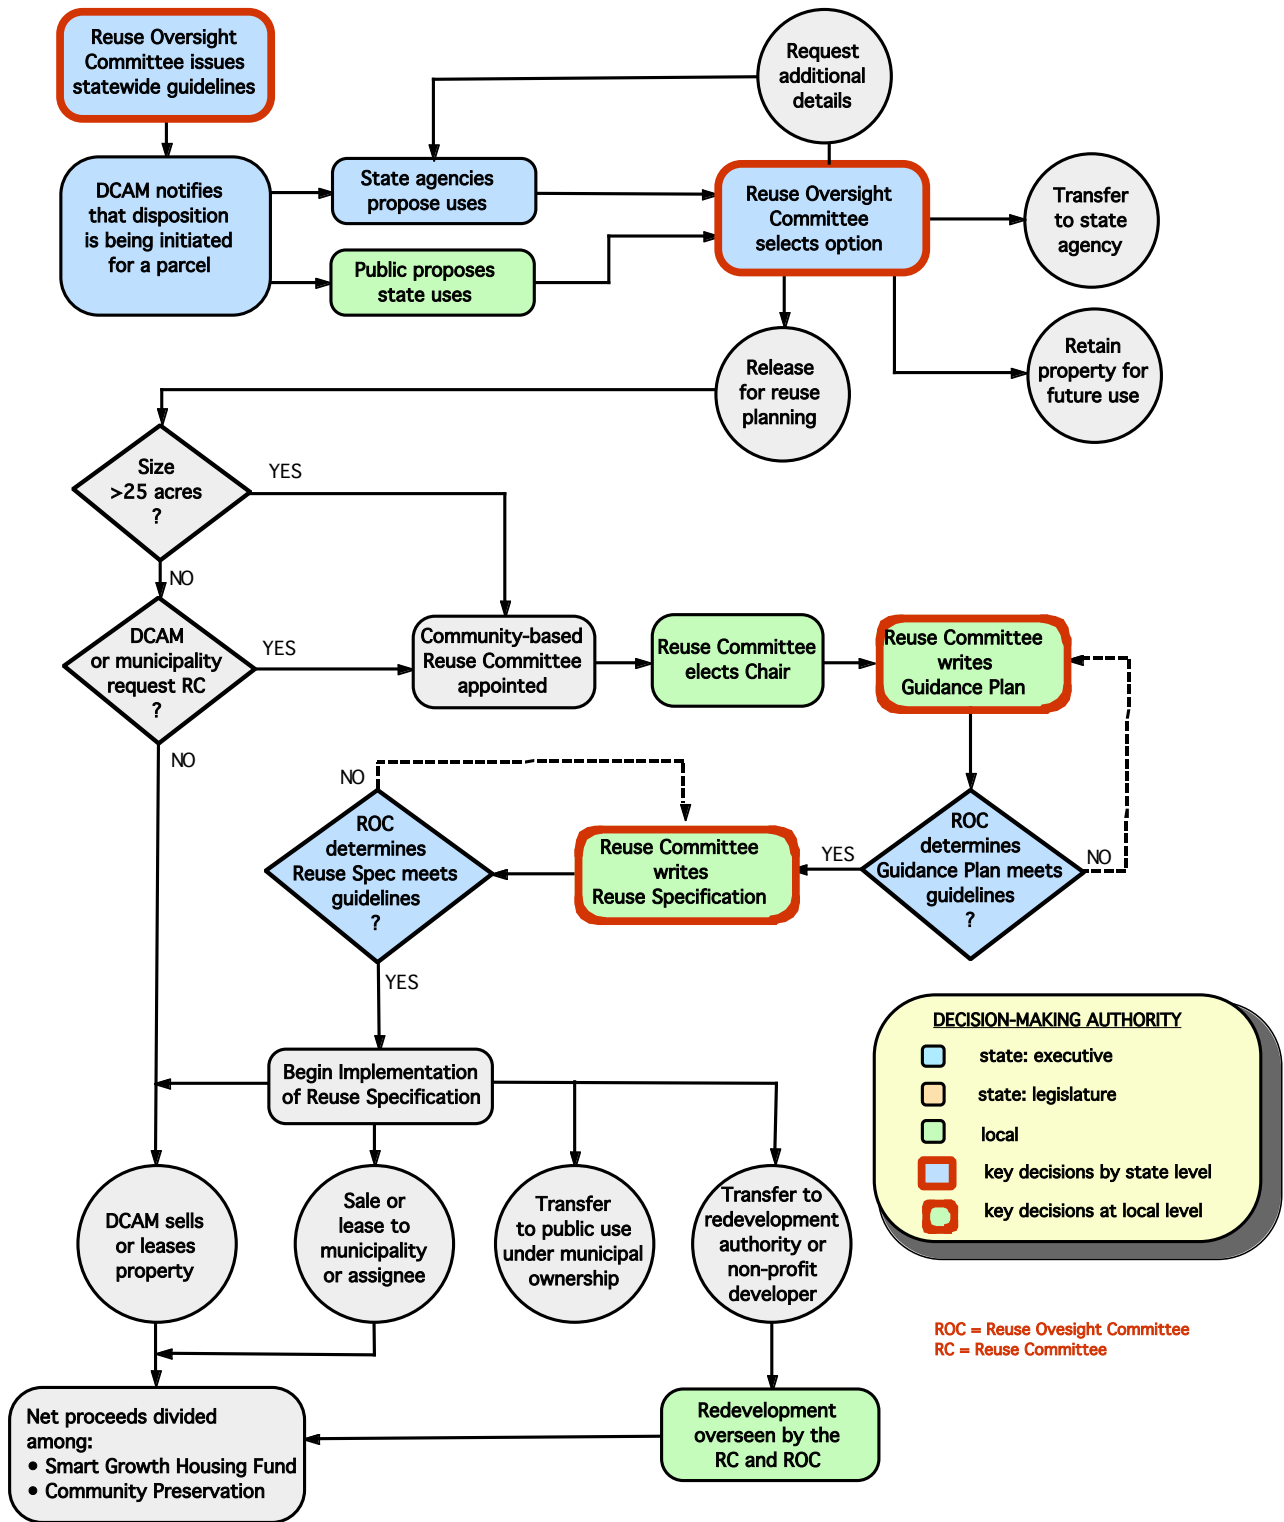 Reuse Oversight
Committee issues
statewide guidelines
Request
additional
details
DCAM notifies
that disposition
is being initiated
for a parcel
State agencies
propose uses
Public proposes
state uses
Reuse Oversight
Committee
selects option
Transfer
to state
agency
Retain
property for
future use
Release
for reuse
planning
Size
>25 acres
?
YES
NO
DCAM
or municipality
request RC
?
YES
NO
Community-based
Reuse Committee
appointed
Reuse Committee
elects Chair
Reuse Committee
writes
Guidance Plan
ROC
determines
Guidance Plan meets
guidelines
?
NO
YES
Reuse Committee
writes
Reuse Specification
ROC
determines
Reuse Spec meets
guidelines
?
NO
YES
Begin Implementation
of Reuse Specification
DCAM sells
or leases
property
Sale or
lease to
municipality
or assignee
Transfer
to public use
under municipal
ownership
Transfer to
redevelopment
authority or
non-profit
developer
Redevelopment
overseen by the
RC and ROC
Net proceeds divided
among:
• Smart Growth Housing Fund
• Community Preservation
DECISION-MAKING AUTHORITY
state: executive
state: legislature
local
key decisions by state level
key decisions at local level
ROC = Reuse Ovesight Committee
RC = Reuse Committee